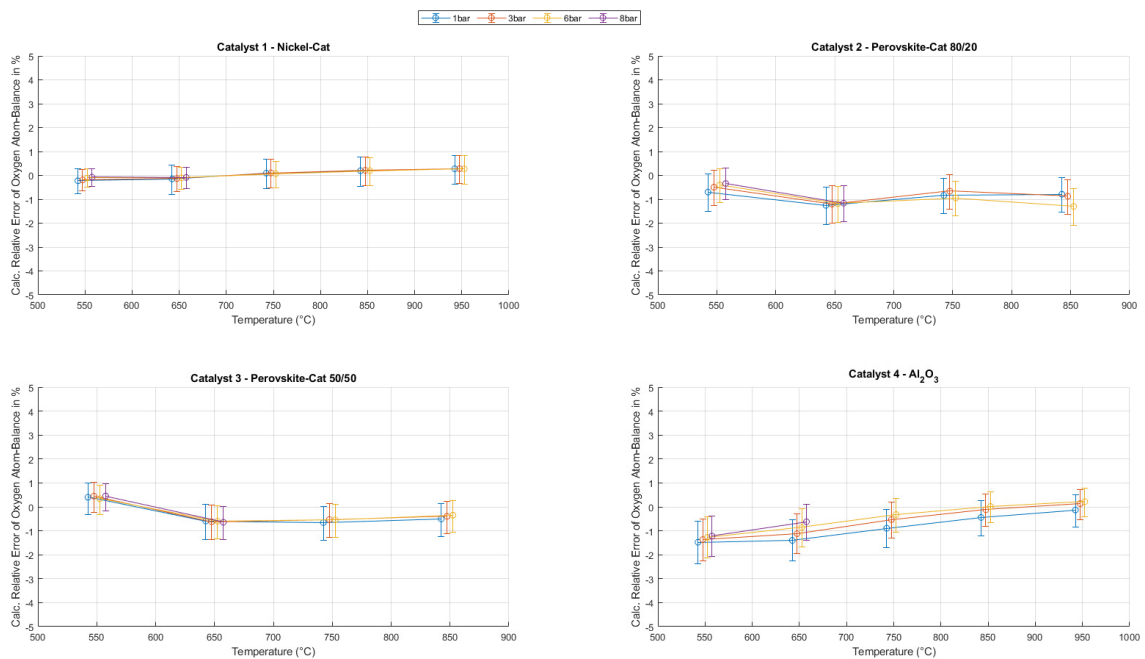 1bar 3bar 6bar 8bar
Catalyst 1 - Nickel-Cat
Calc. Relative Error of Oxygen Atom-Balance in %
5
4
3
2
1
0
-1
-2
-3
-4
-5
500 550 600 650 700 750 800 850 900 950 1000
Temperature (°C)
Catalyst 2 - Perovskite-Cat 80/20
Calc. Relative Error of Oxygen Atom-Balance in %
5
4
3
2
1
0
-1
-2
-3
-4
-5
500 550 600 650 700 750 800 850 900
Temperature (°C)
Catalyst 3 - Perovskite-Cat 50/50
Calc. Relative Error of Oxygen Atom-Balance in %
5
4
3
2
1
0
-1
-2
-3
-4
-5
500 550 600 650 700 750 800 850 900
Temperature (°C)
Catalyst 4 - Al₂O₃
Calc. Relative Error of Oxygen Atom-Balance in %
5
4
3
2
1
0
-1
-2
-3
-4
-5
500 550 600 650 700 750 800 850 900 950 1000
Temperature (°C)